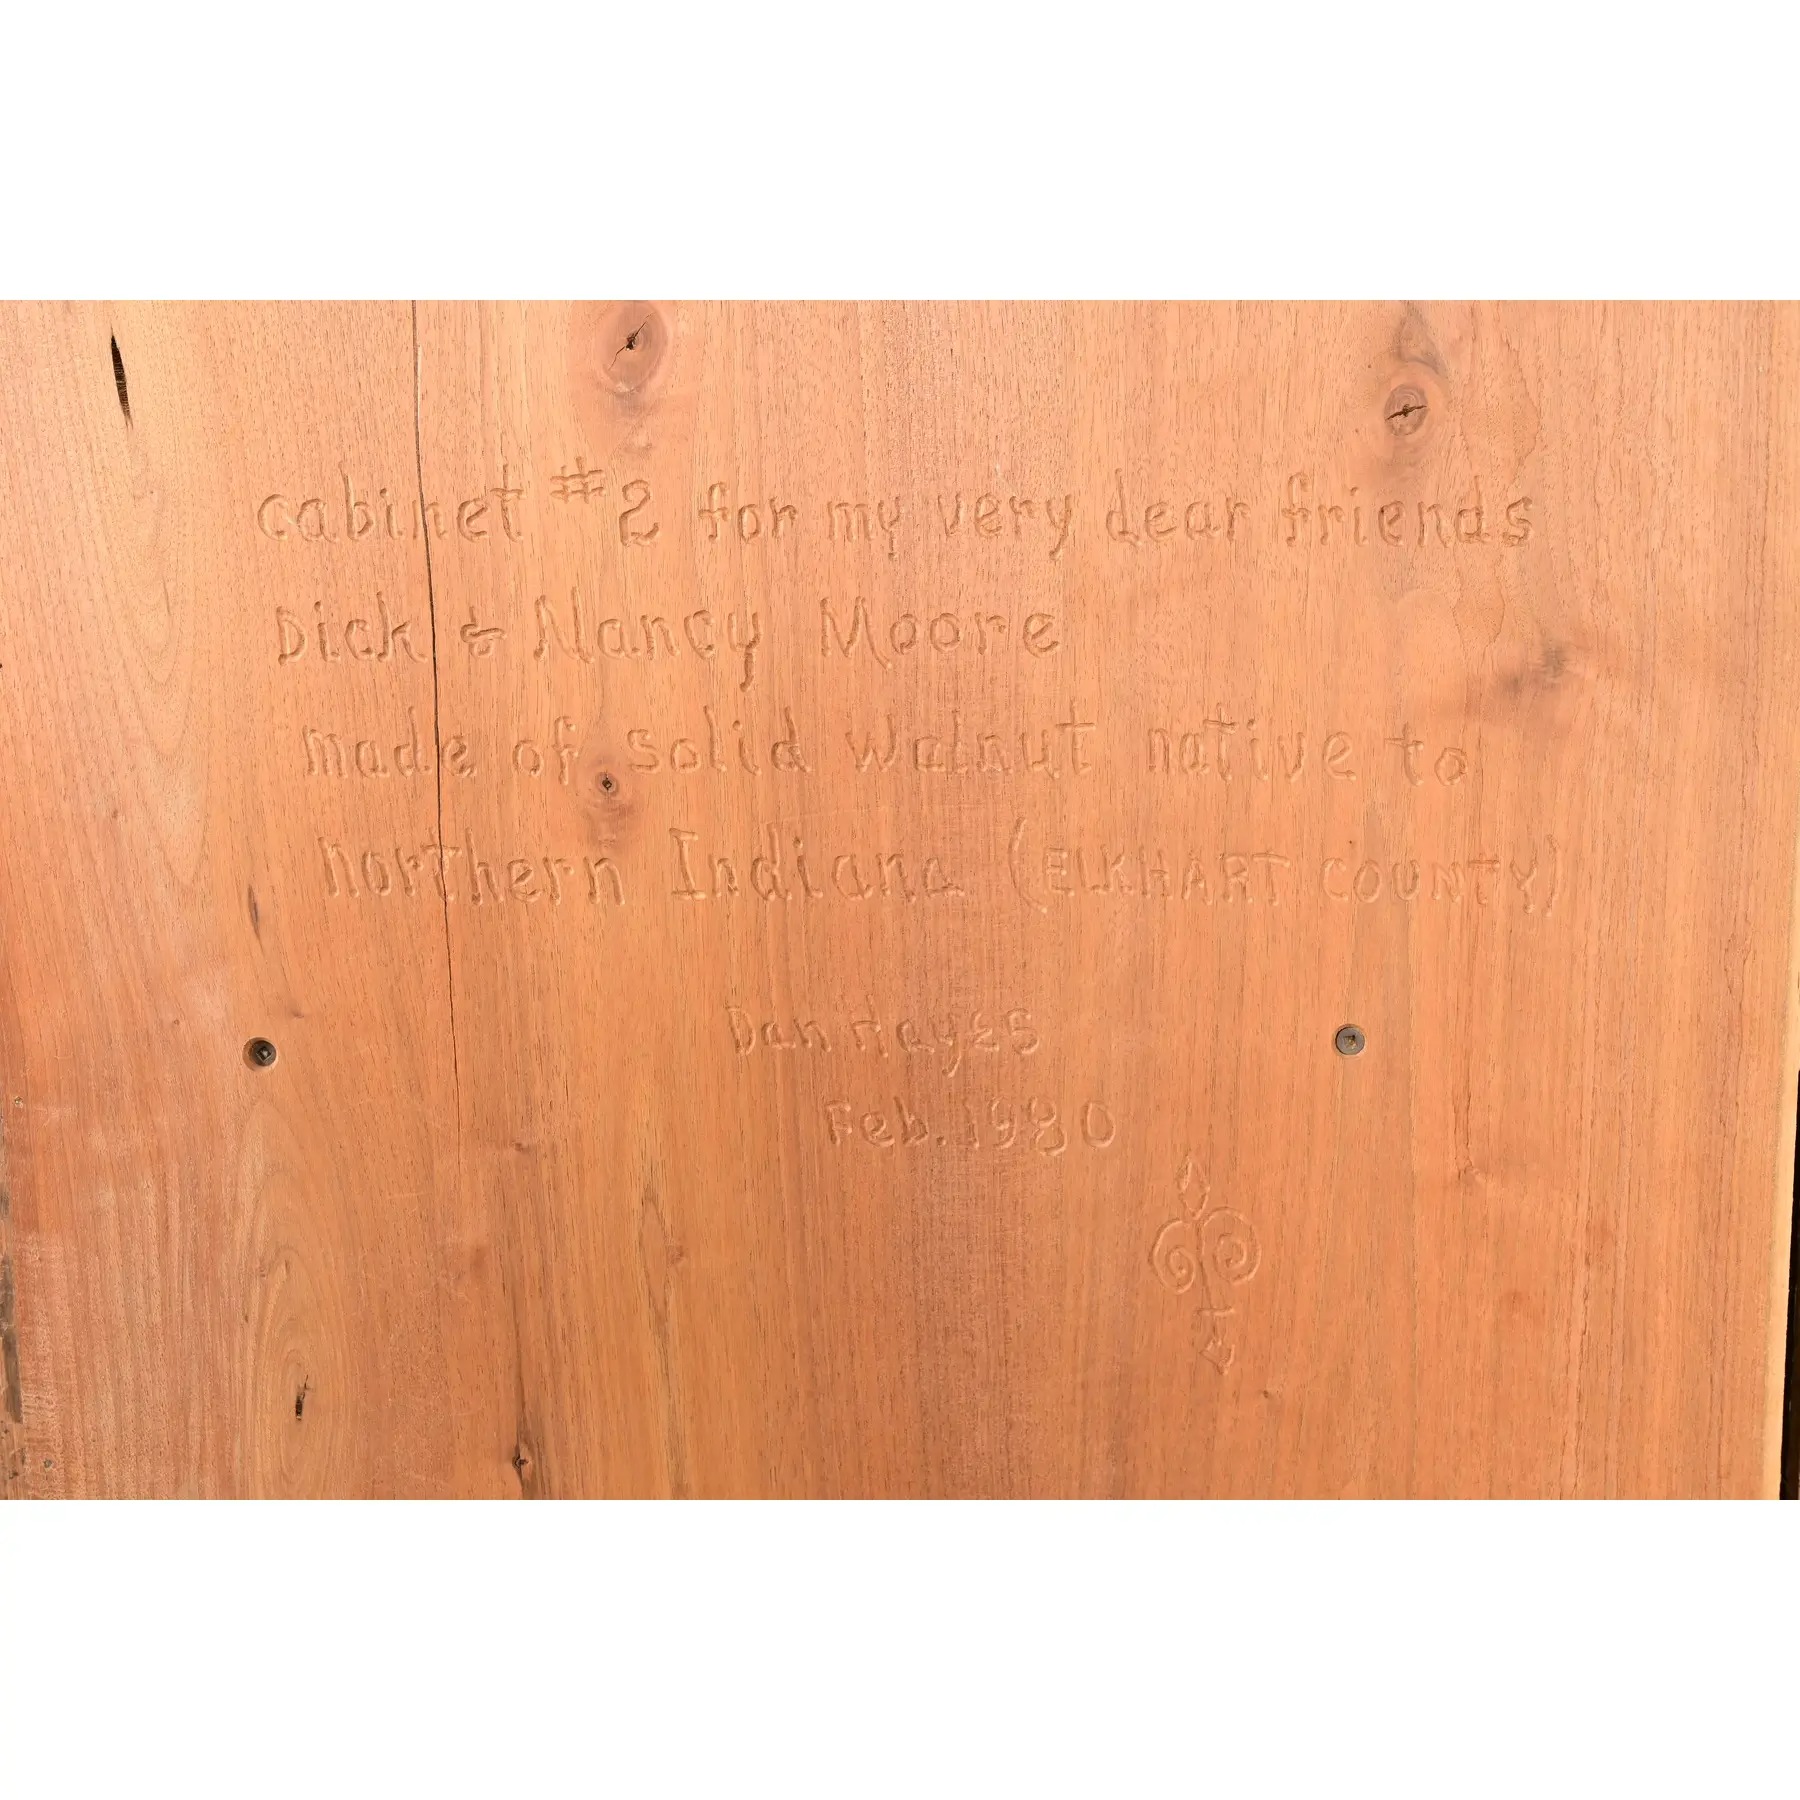 cabinet #2 for my very dear friends
Dick & Nancy Moore
made of solid walnut native to
northern Indiana (ELKHART COUNTY)
Dan Hayes
Feb. 1980